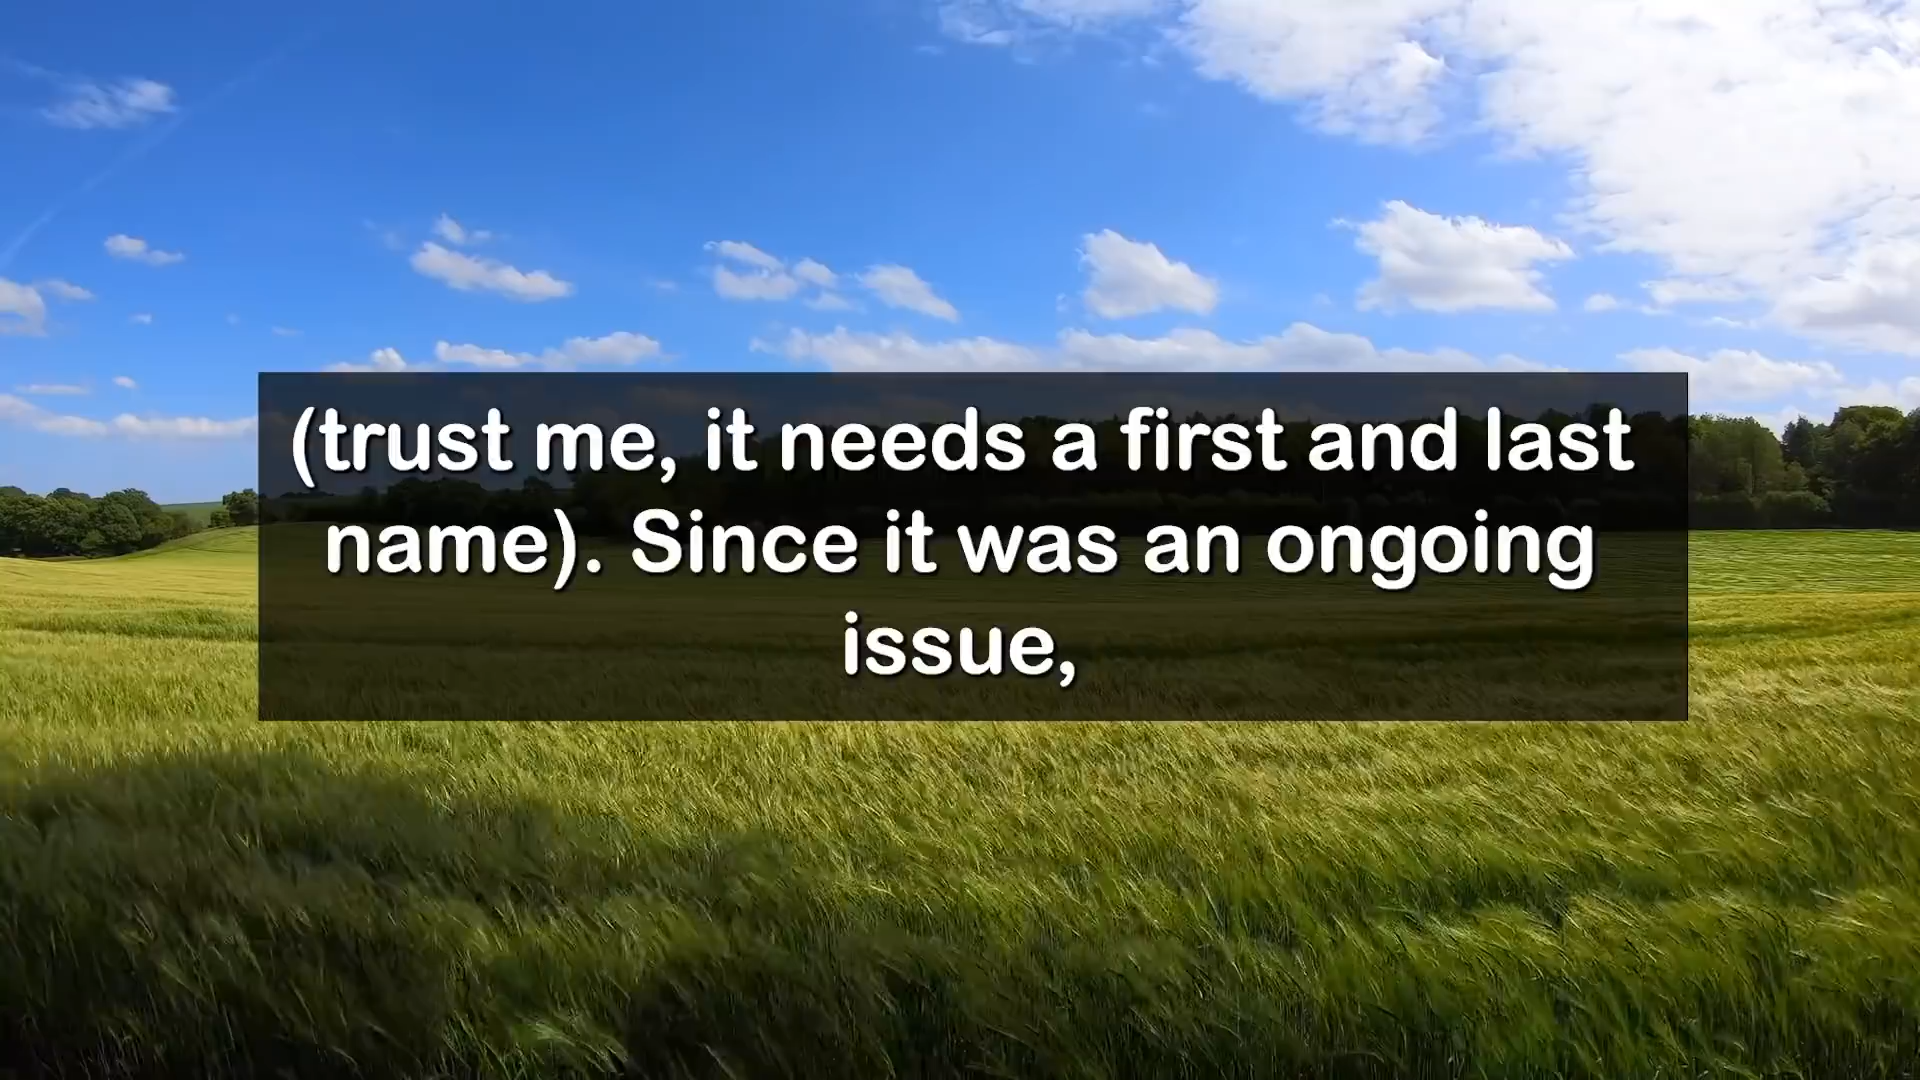 (trust me, it needs a first and last
name). Since it was an ongoing
issue,